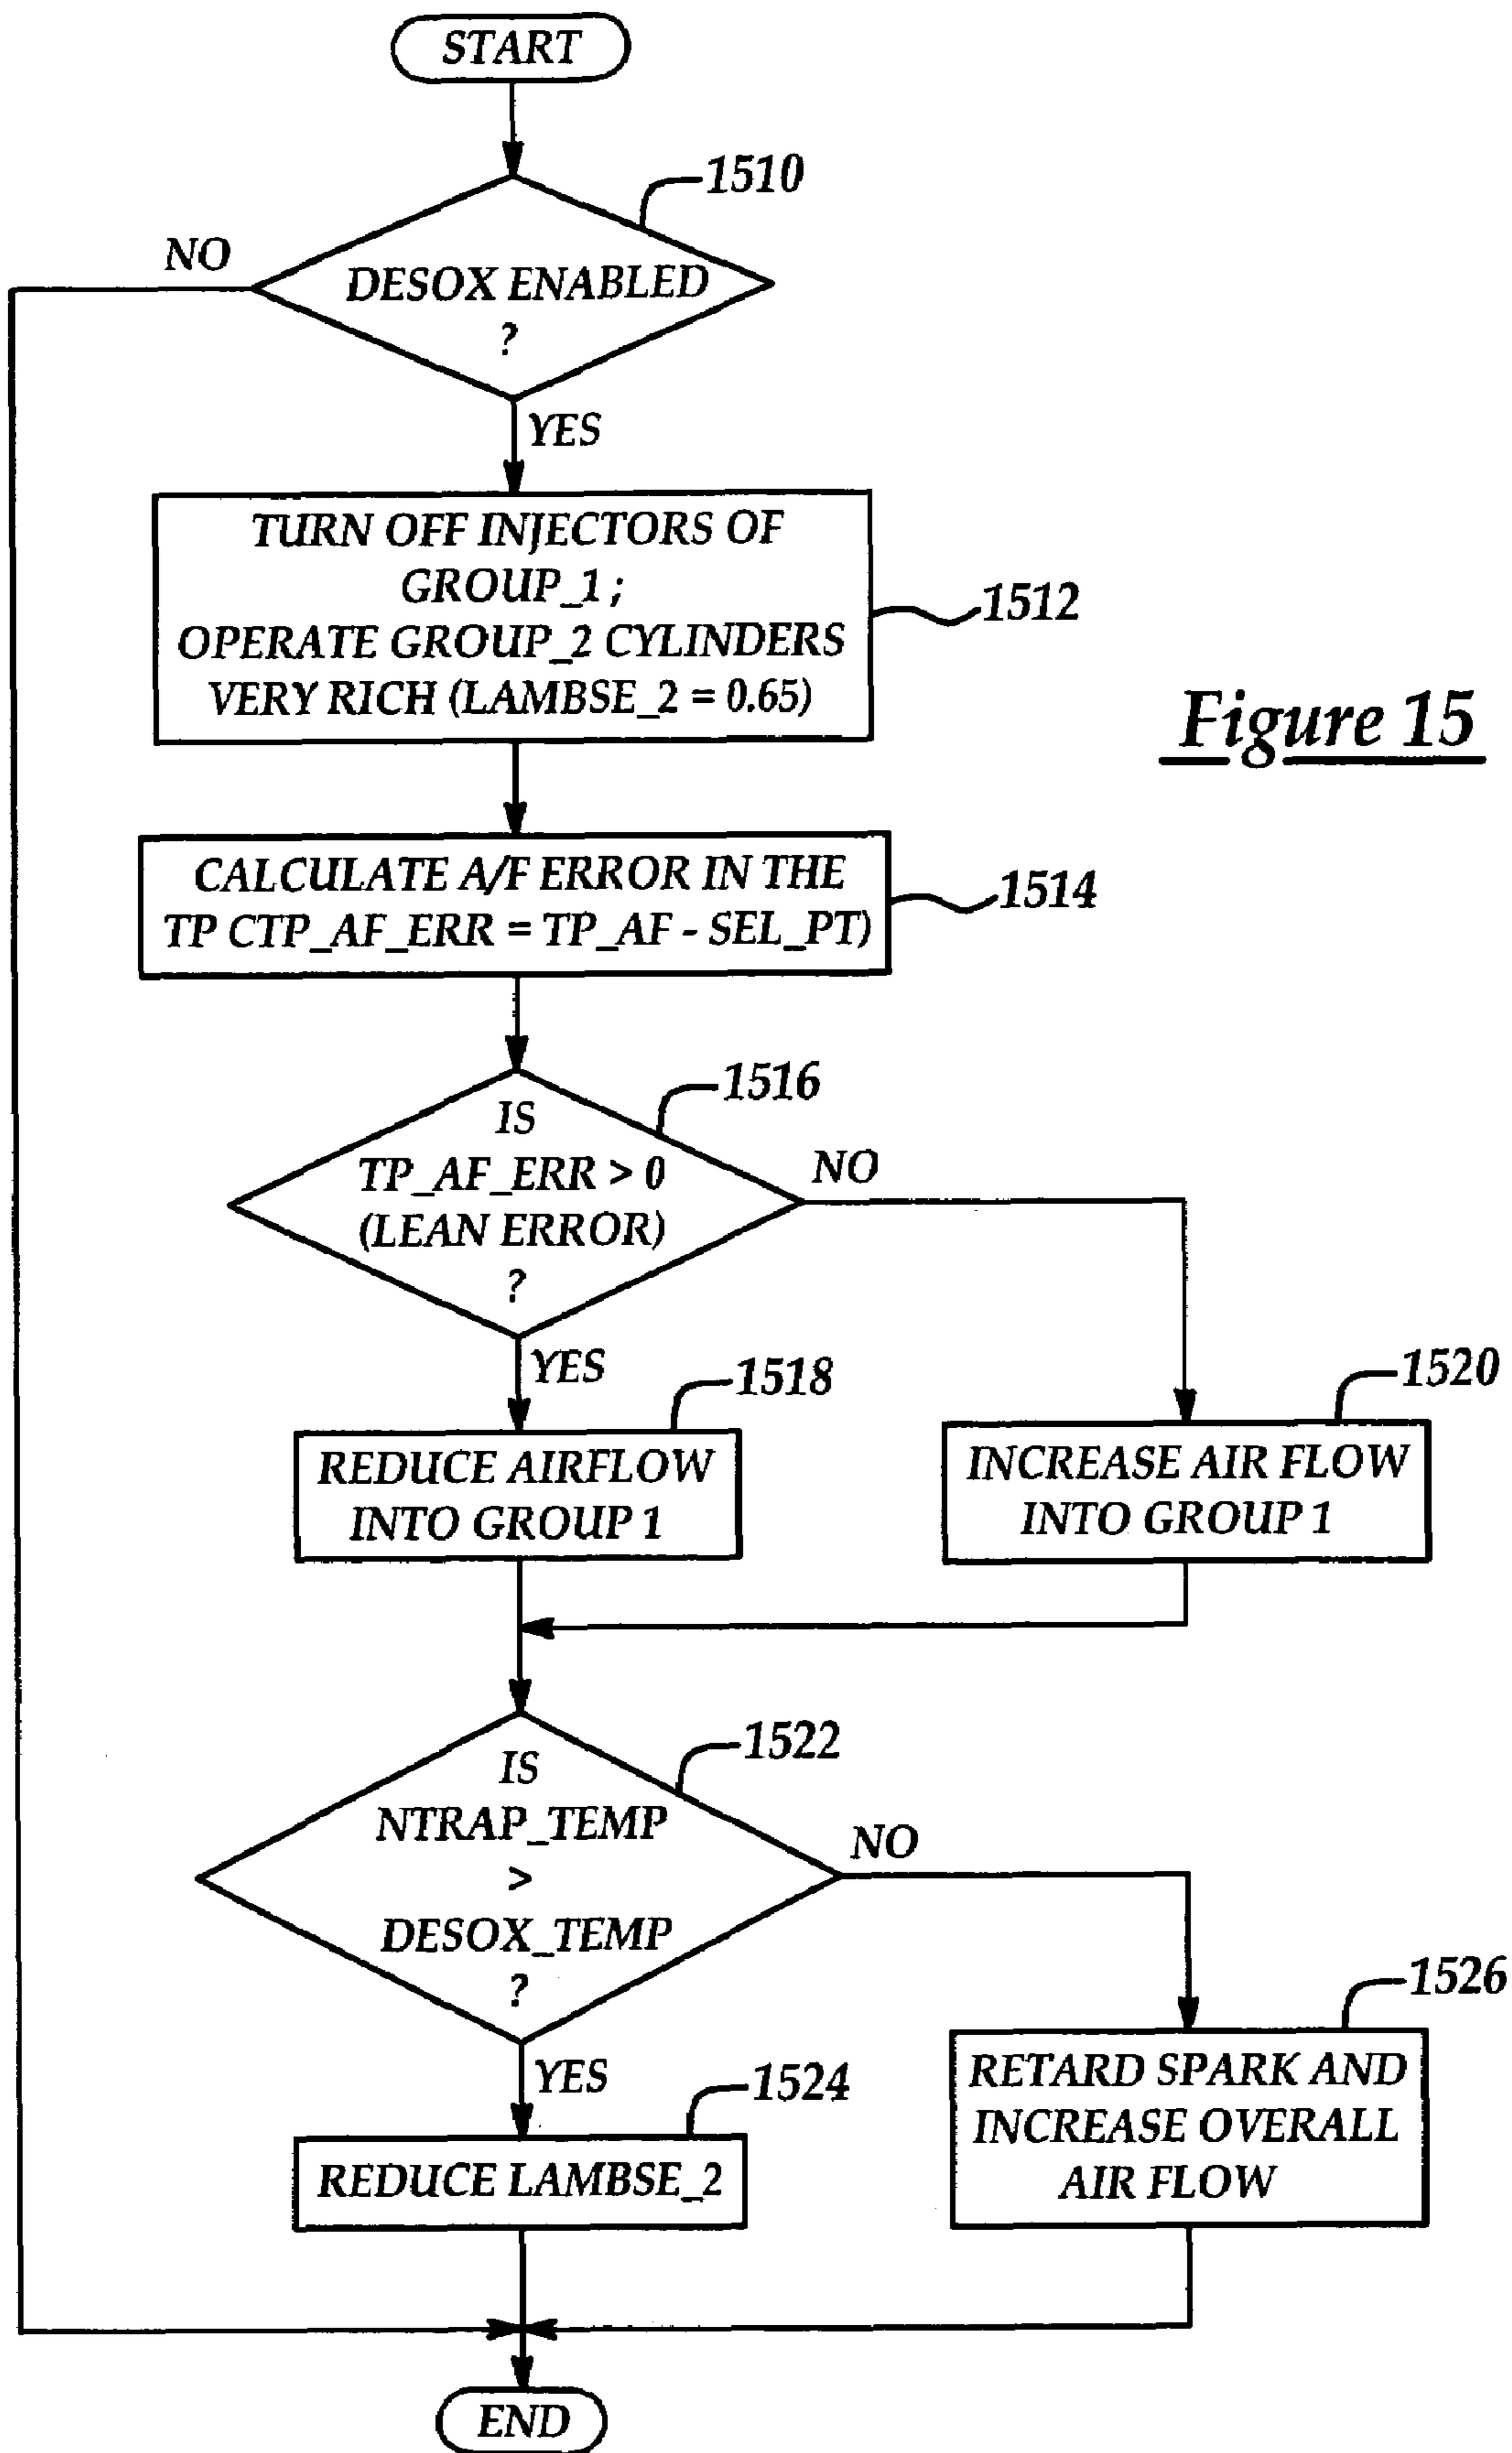 START
1510
NO
DESOX ENABLED
?
YES
TURN OFF INJECTORS OF
GROUP_1 ;
OPERATE GROUP_2 CYLINDERS
VERY RICH (LAMBSE_2 = 0.65)
1512
Figure 15
CALCULATE A/F ERROR IN THE
TP CTP_AF_ERR = TP_AF - SEL_PT)
1514
1516
IS
TP_AF_ERR > 0
(LEAN ERROR)
?
NO
YES
1518
1520
REDUCE AIRFLOW
INTO GROUP 1
INCREASE AIR FLOW
INTO GROUP 1
1522
IS
NTRAP_TEMP
>
DESOX_TEMP
?
NO
YES
1524
1526
REDUCE LAMBSE_2
RETARD SPARK AND
INCREASE OVERALL
AIR FLOW
END